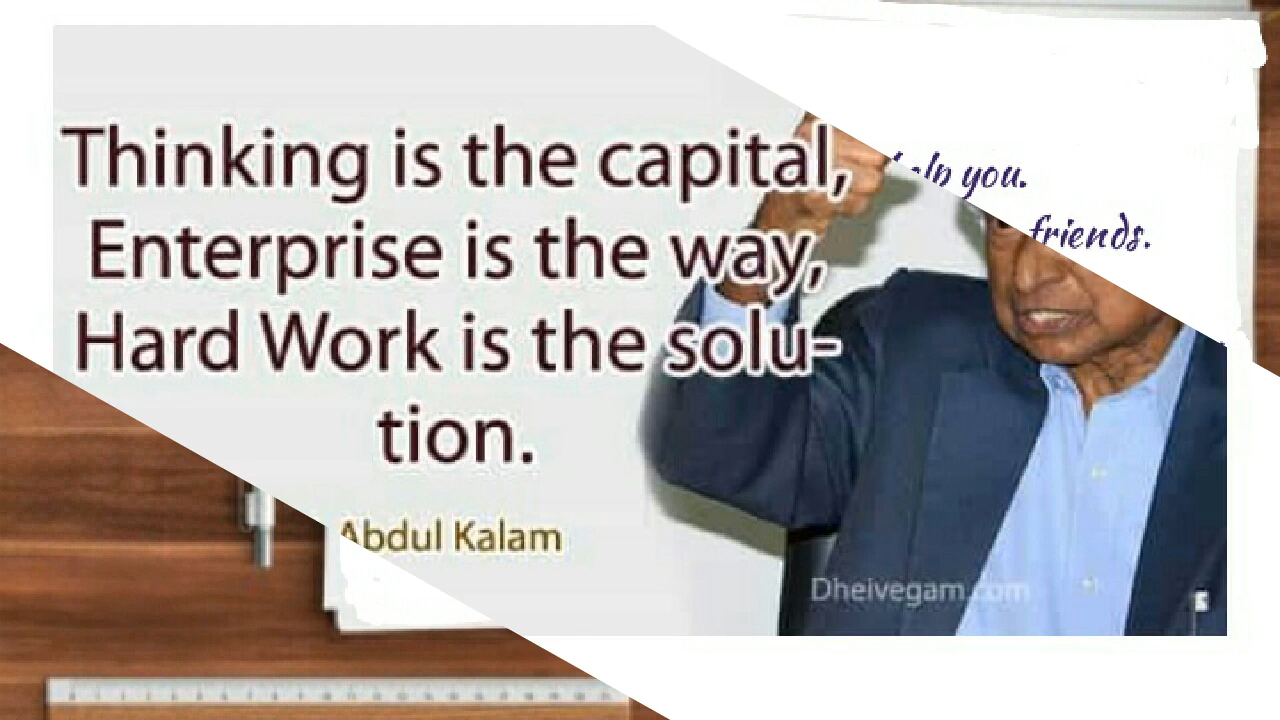 Thinking is the capital,
Enterprise is the way,
Hard Work is the solu-
tion.
Abdul Kalam
you.
friends.
Dheivegam.com